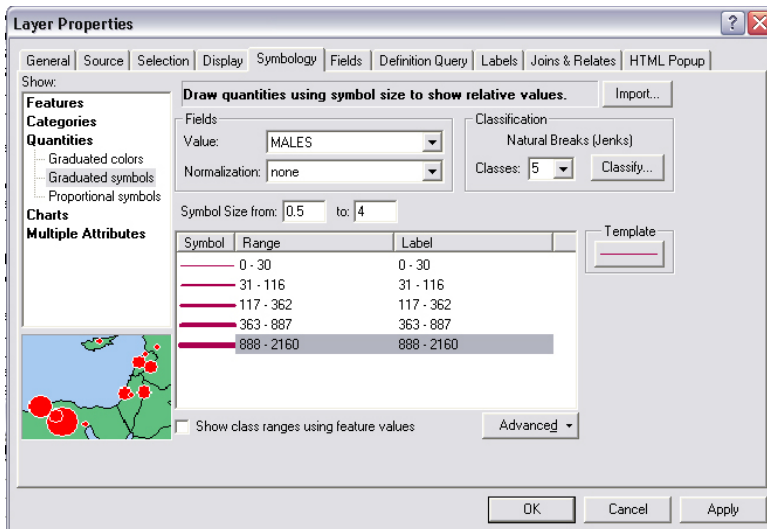 Layer Properties
General Source Selection Display Symbology Fields Definition Query Labels Joins & Relates HTML Popup
Show:
Features
Categories
Quantities
Graduated colors
Graduated symbols
Proportional symbols
Charts
Multiple Attributes
Draw quantities using symbol size to show relative values.
Import...
Fields
Value: MALES
Normalization: none
Classification
Natural Breaks (Jenks)
Classes: 5 Classify...
Symbol Size from: 0.5 to: 4
Symbol Range Label
0 - 30 0 - 30
31 - 116 31 - 116
117 - 362 117 - 362
363 - 887 363 - 887
888 - 2160 888 - 2160
Template
Show class ranges using feature values
Advanced
OK Cancel Apply